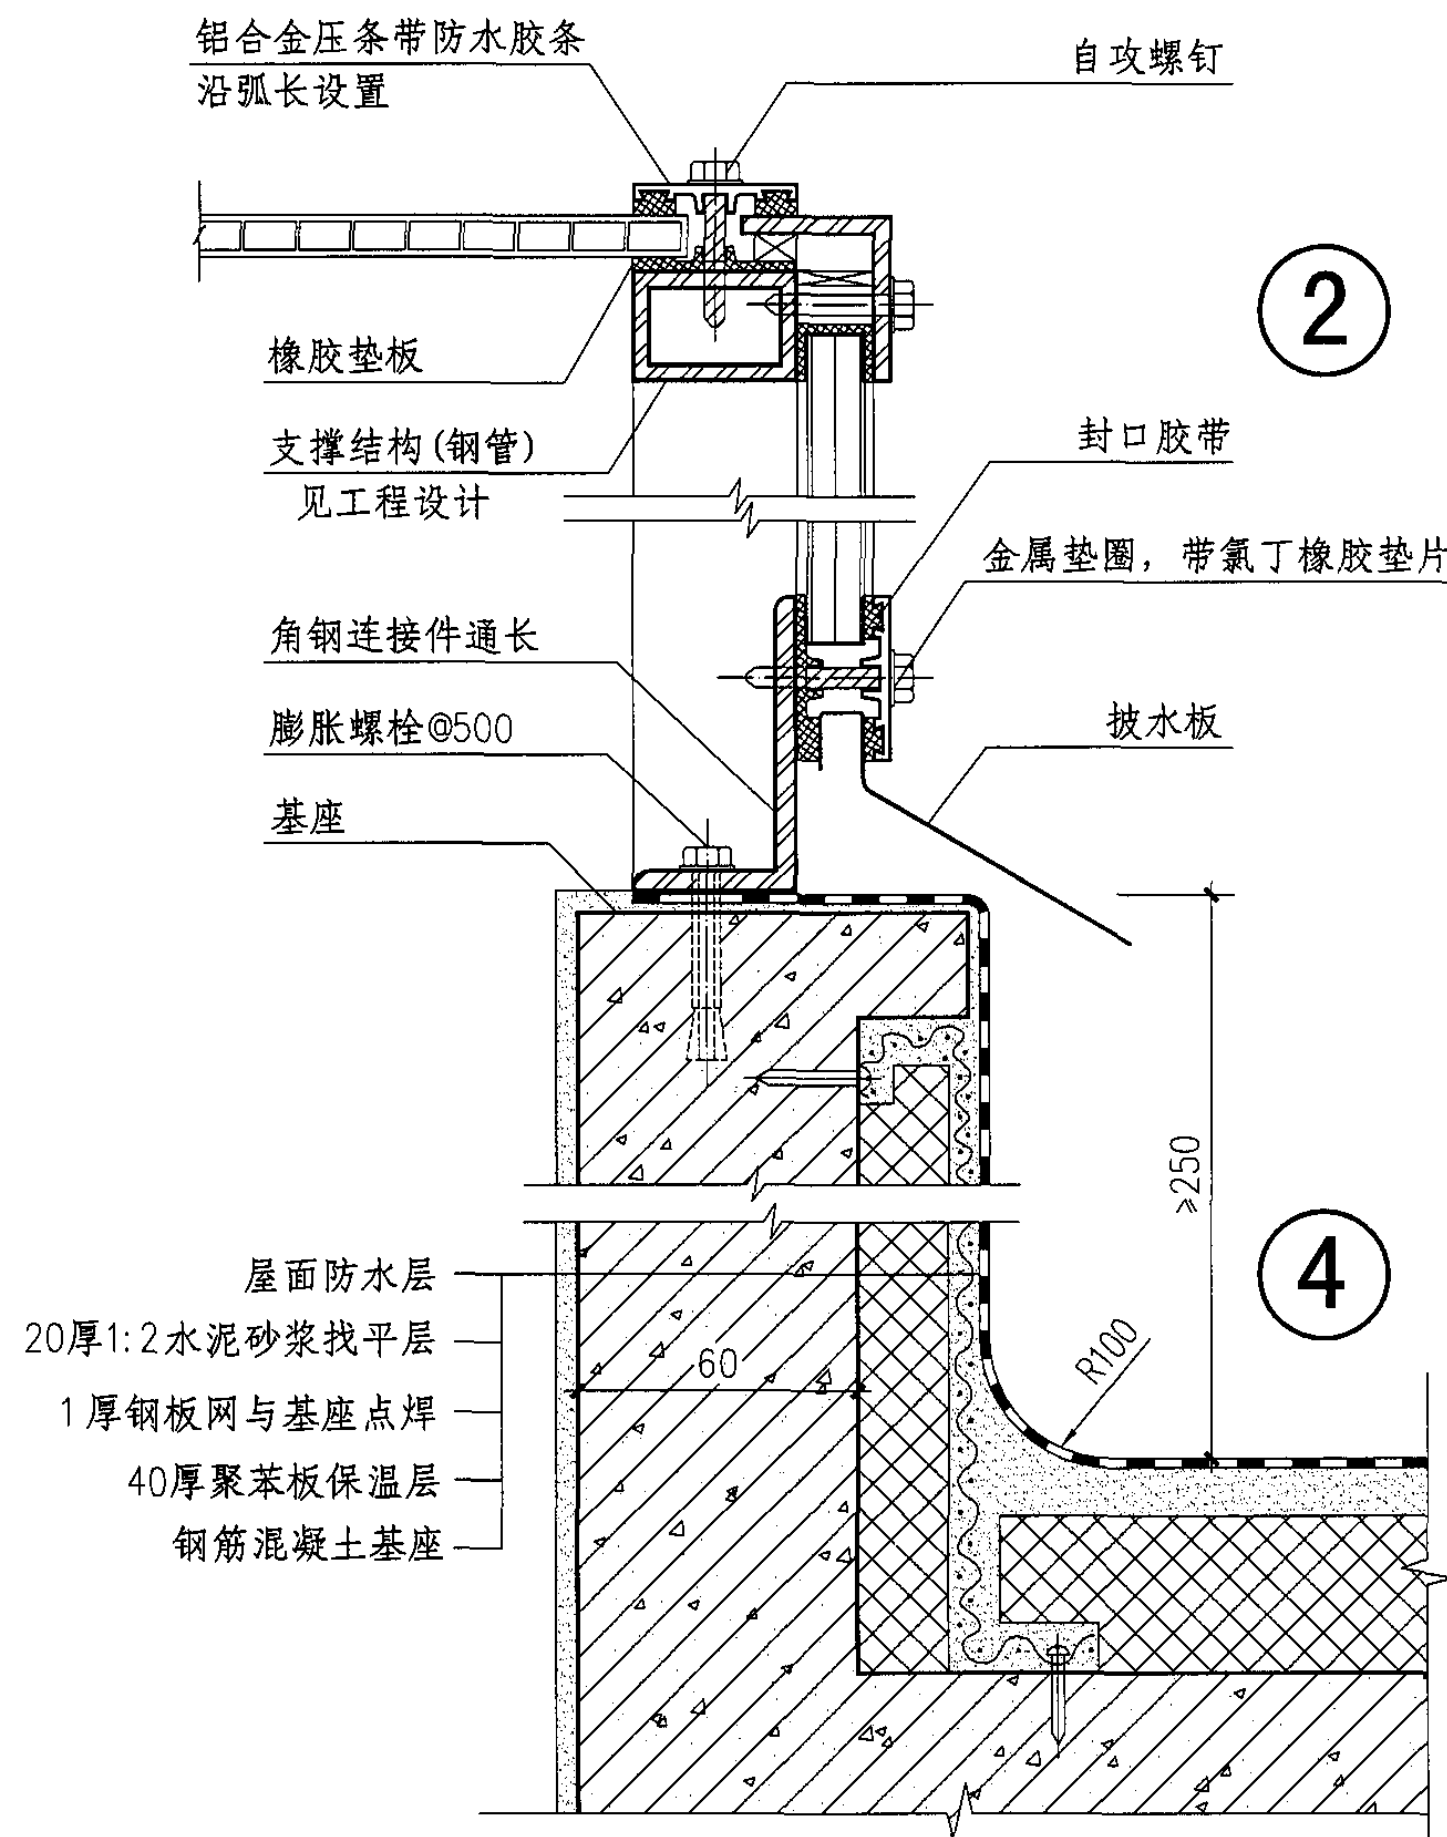 铝合金压条带防水胶条
沿弧长设置
自攻螺钉
2
橡胶垫板
支撑结构(钢管)
见工程设计
封口胶带
金属垫圈，带氯丁橡胶垫片
角钢连接件通长
膨胀螺栓@500
披水板
基座
≥250
屋面防水层
4
20厚1:2水泥砂浆找平层
R100
60
1厚钢板网与基座点焊
40厚聚苯板保温层
钢筋混凝土基座